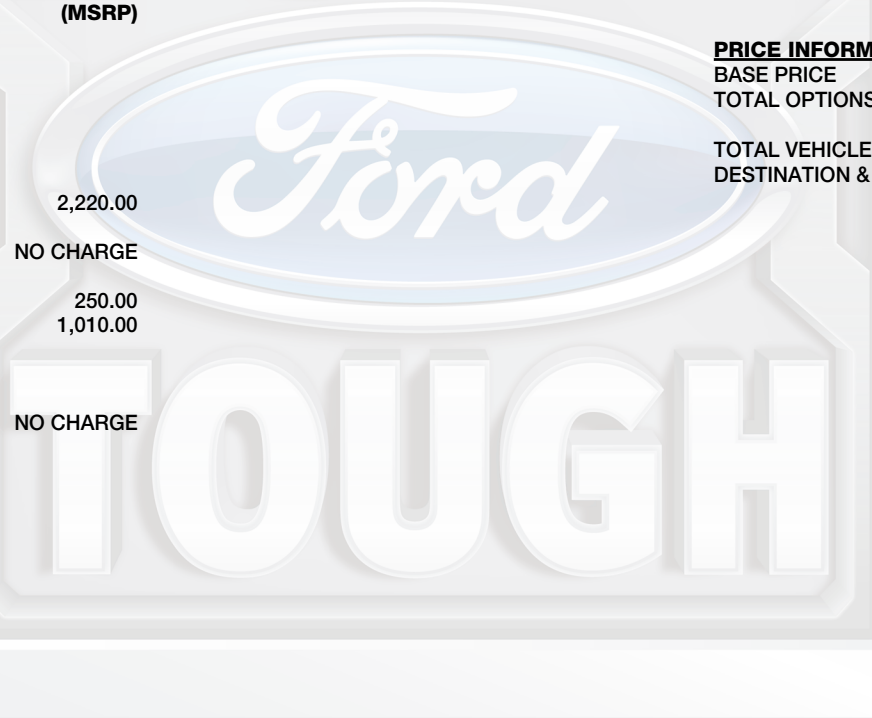 (MSRP)
2,220.00
NO CHARGE
250.00
1,010.00
NO CHARGE
PRICE INFORM
BASE PRICE
TOTAL OPTIONS
TOTAL VEHICLE
DESTINATION &
Ford
TOUGH